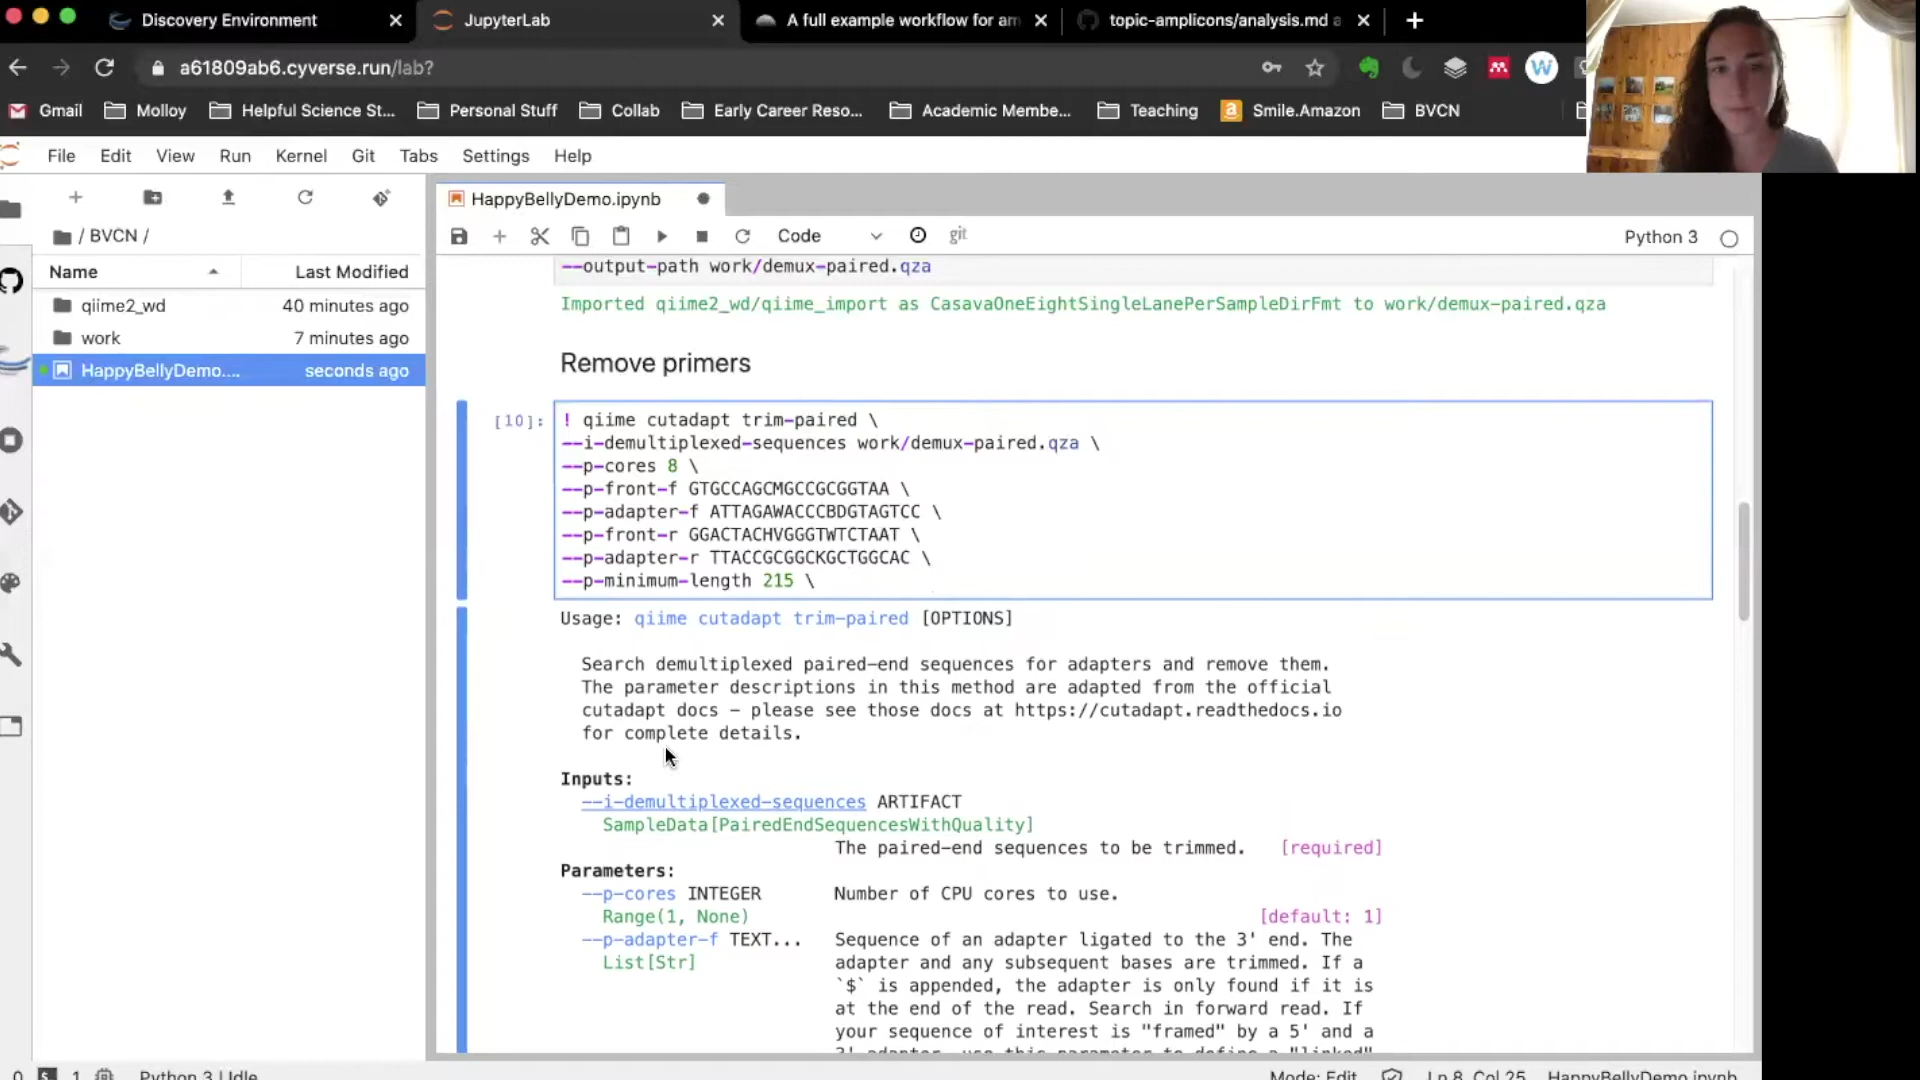 Discovery Environment
JupyterLab
A full example workflow for am
topic-amplicons/analysis.md a
a61809ab6.cyverse.run/lab?
Gmail
Molloy
Helpful Science St...
Personal Stuff
Collab
Early Career Reso...
Academic Membe...
Teaching
Smile.Amazon
BVCN
File Edit View Run Kernel Git Tabs Settings Help
HappyBellyDemo.ipynb
/ BVCN /
Code
git
Python 3
Name Last Modified
qiime2_wd 40 minutes ago
work 7 minutes ago
HappyBellyDemo.... seconds ago
--output-path work/demux-paired.qza
Imported qiime2_wd/qiime_import as CasavaOneEightSingleLanePerSampleDirFmt to work/demux-paired.qza
Remove primers
[10]:
! qiime cutadapt trim-paired \
--i-demultiplexed-sequences work/demux-paired.qza \
--p-cores 8 \
--p-front-f GTGCCAGCMGCCGCGGTAA \
--p-adapter-f ATTAGAWACCCBDGTAGTCC \
--p-front-r GGACTACHVGGGTWTCTAAT \
--p-adapter-r TTACCGCGGCKGCTGGCAC \
--p-minimum-length 215 \
Usage: qiime cutadapt trim-paired [OPTIONS]
Search demultiplexed paired-end sequences for adapters and remove them.
The parameter descriptions in this method are adapted from the official
cutadapt docs - please see those docs at https://cutadapt.readthedocs.io
for complete details.
Inputs:
--i-demultiplexed-sequences ARTIFACT
SampleData[PairedEndSequencesWithQuality]
The paired-end sequences to be trimmed. [required]
Parameters:
--p-cores INTEGER Number of CPU cores to use.
Range(1, None) [default: 1]
--p-adapter-f TEXT... Sequence of an adapter ligated to the 3' end. The
List[Str] adapter and any subsequent bases are trimmed. If a
`$` is appended, the adapter is only found if it is
at the end of the read. Search in forward read. If
your sequence of interest is "framed" by a 5' and a
3' adapter, use this parameter to define a "linked"
0 1 Python 3 | Idle Mode: Edit Ln 8, Col 25 HappyBellyDemo.ipynb